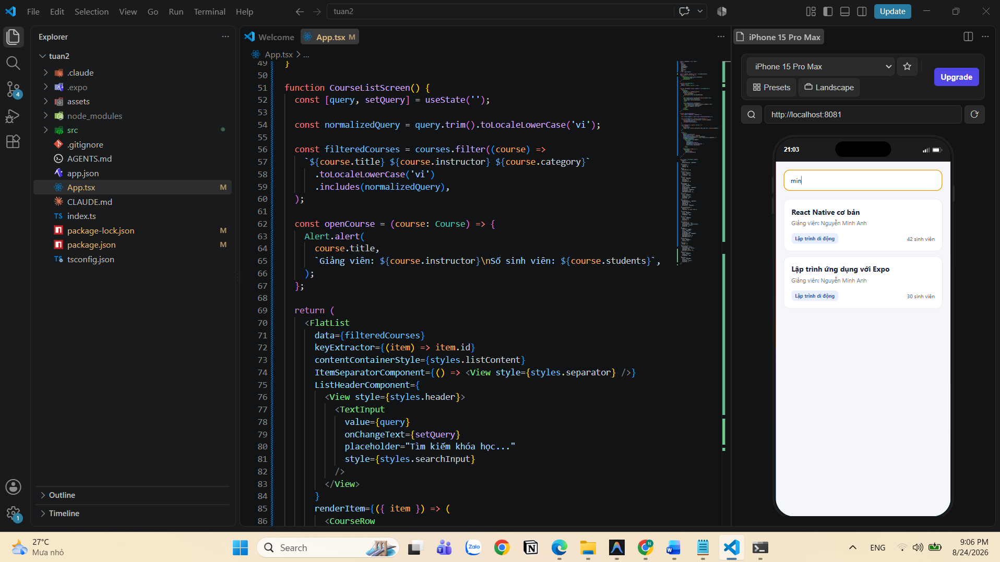 File Edit Selection View Go Run Terminal Help
tuan2
Update
Explorer
tuan2
.claude
.expo
assets
node_modules
src
.gitignore
AGENTS.md
app.json
App.tsx M
CLAUDE.md
index.ts
package-lock.json M
package.json M
tsconfig.json
Outline
Timeline
4
1
Welcome
App.tsx M
App.tsx > ...
49 }
50
51 function CourseListScreen() {
52 const [query, setQuery] = useState('');
53
54 const normalizedQuery = query.trim().toLocaleLowerCase('vi');
55
56 const filteredCourses = courses.filter((course) =>
57 `${course.title} ${course.instructor} ${course.category}`
58 .toLocaleLowerCase('vi')
59 .includes(normalizedQuery),
60 );
61
62 const openCourse = (course: Course) => {
63 Alert.alert(
64 course.title,
65 `Giảng viên: ${course.instructor}\nSố sinh viên: ${course.students}`,
66 );
67 };
68
69 return (
70 <FlatList
71 data={filteredCourses}
72 keyExtractor={(item) => item.id}
73 contentContainerStyle={styles.listContent}
74 ItemSeparatorComponent={() => <View style={styles.separator} />}
75 ListHeaderComponent={
76 <View style={styles.header}>
77 <TextInput
78 value={query}
79 onChangeText={setQuery}
80 placeholder="Tìm kiếm khóa học..."
81 style={styles.searchInput}
82 />
83 </View>
84 }
85 renderItem={({ item }) => (
86 <CourseRow
iPhone 15 Pro Max
iPhone 15 Pro Max
Presets
Landscape
Upgrade
http://localhost:8081
21:03
min
React Native cơ bản
Giảng viên: Nguyễn Minh Anh
Lập trình di động 42 sinh viên
Lập trình ứng dụng với Expo
Giảng viên: Nguyễn Minh Anh
Lập trình di động 30 sinh viên
27°C
Mưa nhỏ
Search
Zalo
ENG
9:06 PM
8/24/2026